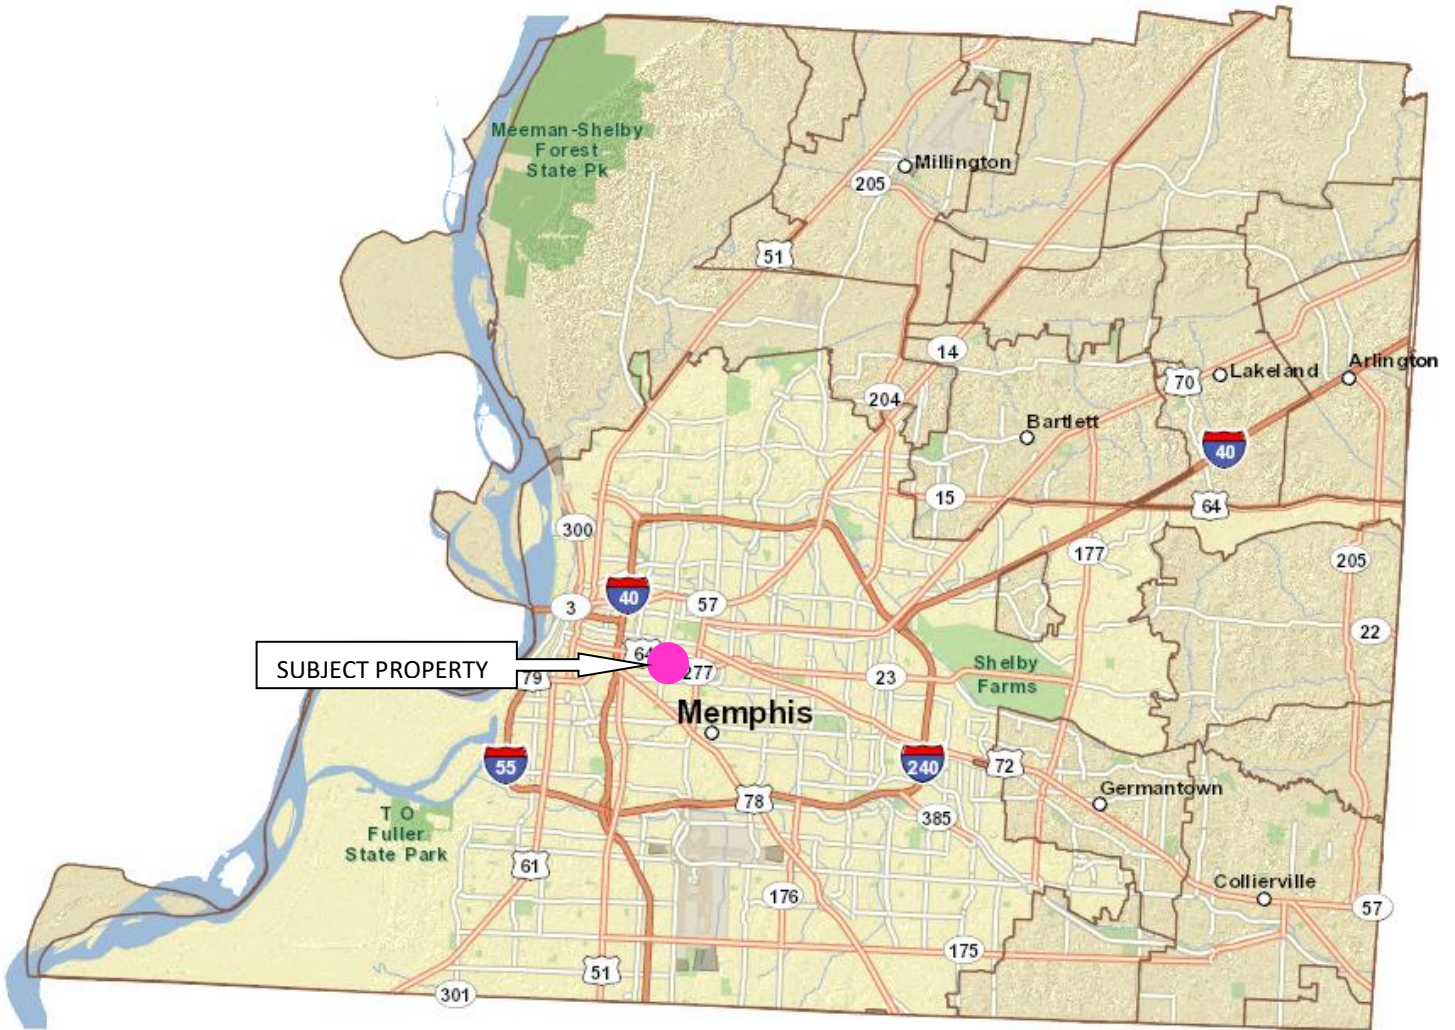 Meeman-Shelby
Forest
State Pk
Millington
205
51
14
Arlington
Lakeland
70
204
Bartlett
40
15
64
300
177
205
40
3
57
22
64
SUBJECT PROPERTY
79
277
23
Shelby
Farms
Memphis
55
240
72
78
Germantown
385
T O
Fuller
State Park
61
176
Collierville
57
175
51
301